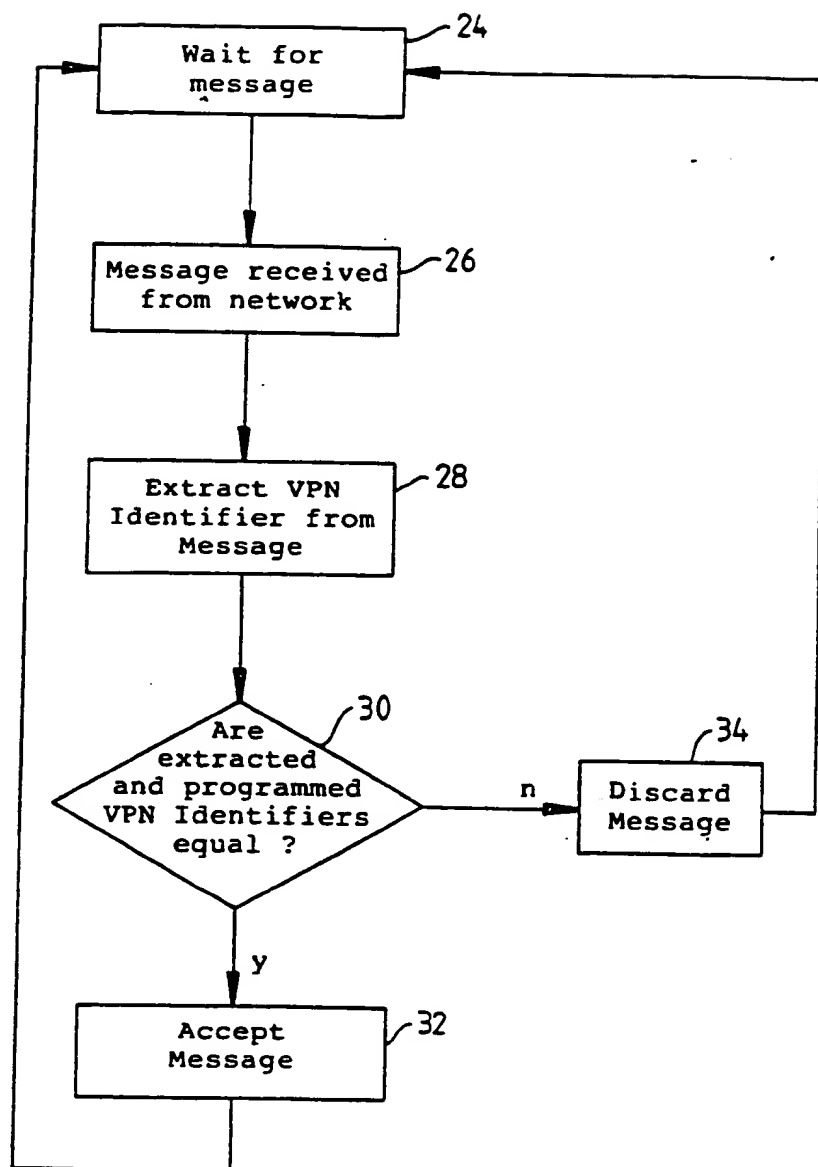 24
Wait for
message
26
Message received
from network
28
Extract VPN
Identifier from
Message
30
Are
extracted
and programmed
VPN Identifiers
equal ?
n
34
Discard
Message
y
32
Accept
Message